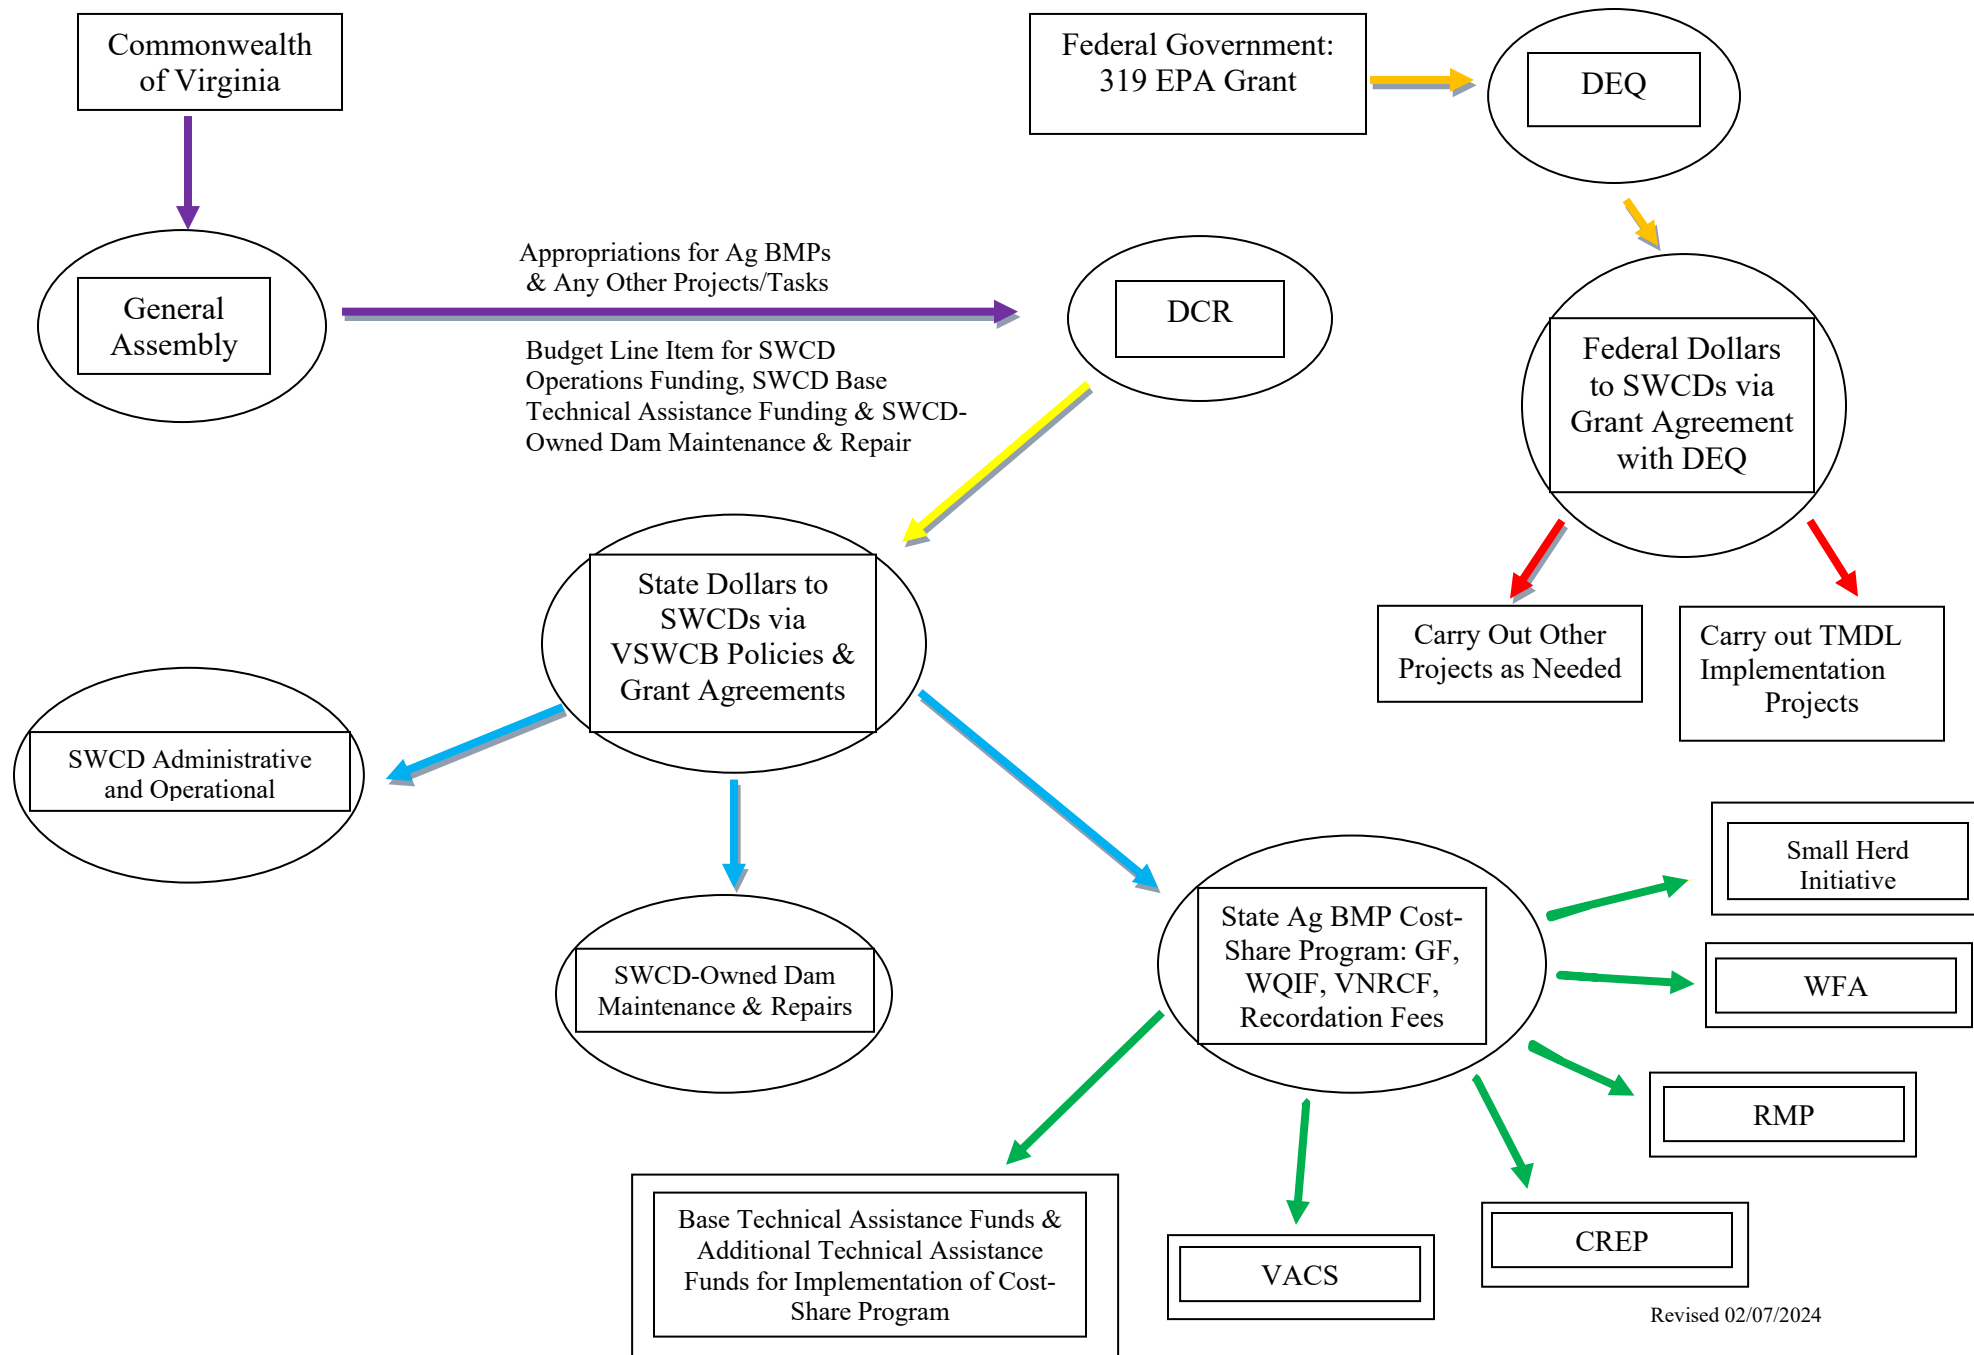 Commonwealth
of Virginia
Federal Government:
319 EPA Grant
DEQ
General
Assembly
Appropriations for Ag BMPs
& Any Other Projects/Tasks
Budget Line Item for SWCD
Operations Funding, SWCD Base
Technical Assistance Funding & SWCD-
Owned Dam Maintenance & Repair
DCR
Federal Dollars
to SWCDs via
Grant Agreement
with DEQ
State Dollars to
SWCDs via
VSWCB Policies &
Grant Agreements
Carry Out Other
Projects as Needed
Carry out TMDL
Implementation
Projects
SWCD Administrative
and Operational
SWCD-Owned Dam
Maintenance & Repairs
State Ag BMP Cost-
Share Program: GF,
WQIF, VNRCF,
Recordation Fees
Small Herd
Initiative
WFA
RMP
CREP
VACS
Base Technical Assistance Funds &
Additional Technical Assistance
Funds for Implementation of Cost-
Share Program
Revised 02/07/2024